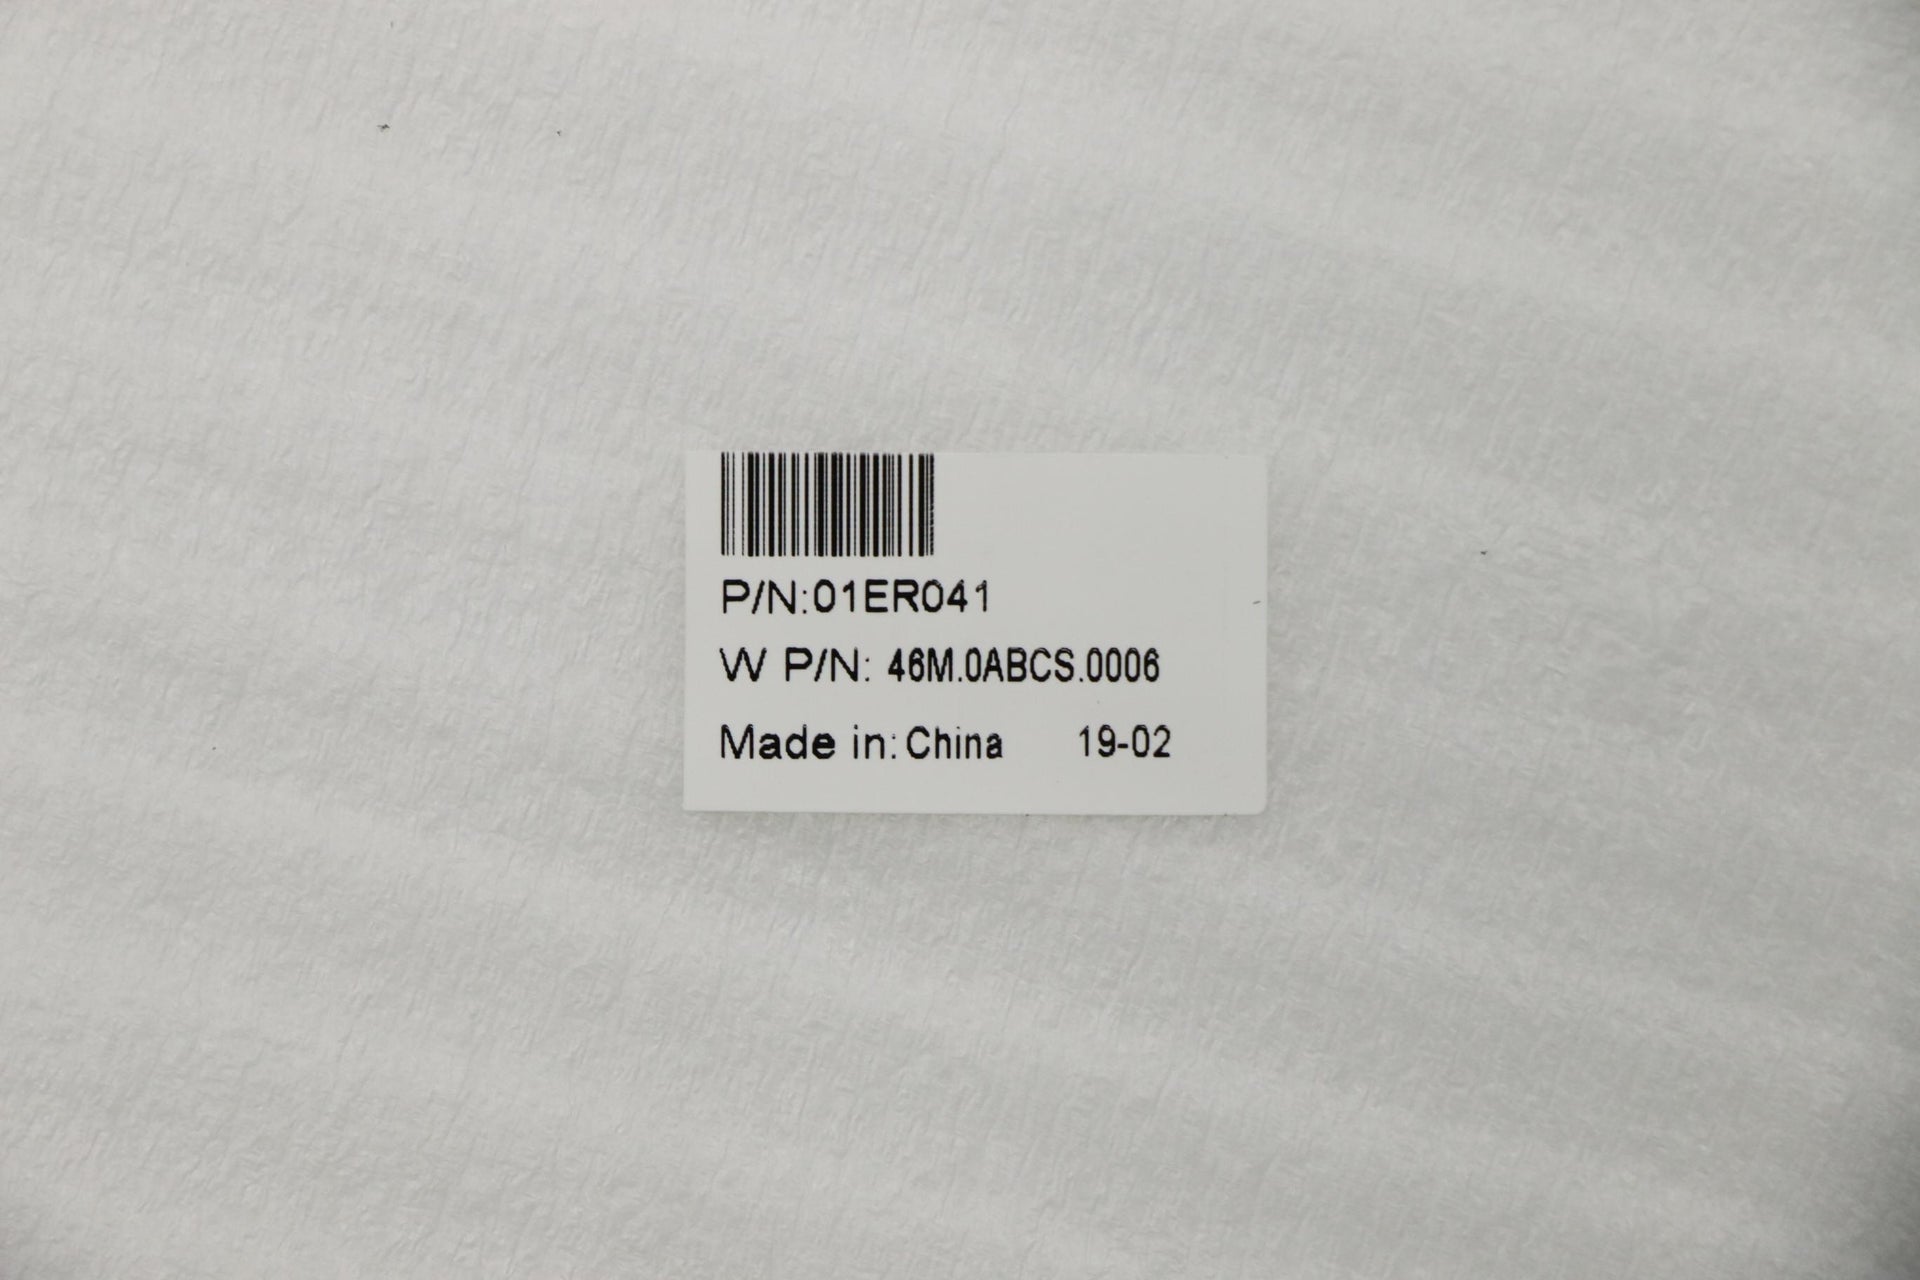 P/N:01ER041
W P/N: 46M.0ABCS.0006
Made in: China 19-02